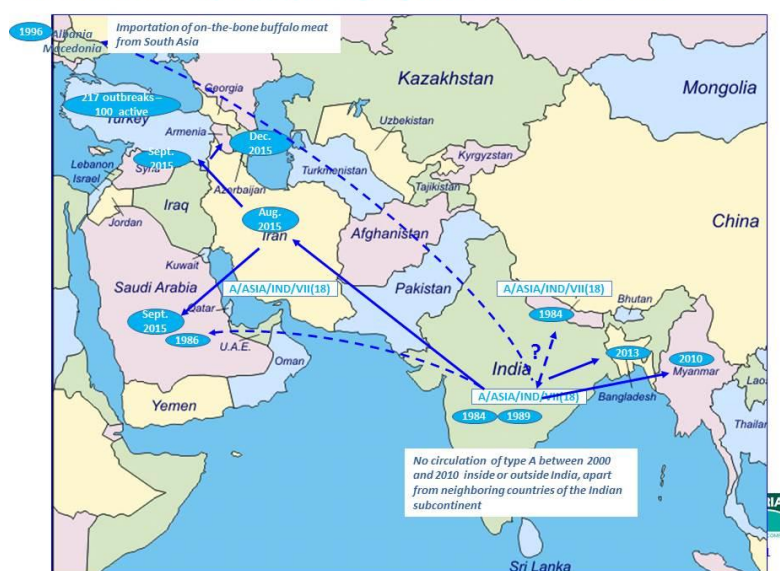 1996
Albania
Macedonia
Importation of on-the-bone buffalo meat
from South Asia
Kazakhstan
Mongolia
217 outbreaks –
100 active
Turkey
Georgia
Uzbekistan
Armenia
Dec.
2015
Kyrgyzstan
Lebanon
Sept.
2015
Syria
Turkmenistan
Israel
Azerbaijan
Tajikistan
Iraq
Jordan
Aug.
2015
Iran
Afghanistan
China
Kuwait
Pakistan
Saudi Arabia
A/ASIA/IND/VII(18)
A/ASIA/IND/VII(18)
Bhutan
Qatar
Sept.
2015
1984
1986
U.A.E.
?
2013
2010
Oman
India
Myanmar
Laos
A/ASIA/IND/VII(18)
Bangladesh
Yemen
1984
1989
Thailan
No circulation of type A between 2000
and 2010 inside or outside India, apart
from neighboring countries of the Indian
subcontinent
RIA
1
Sri Lanka